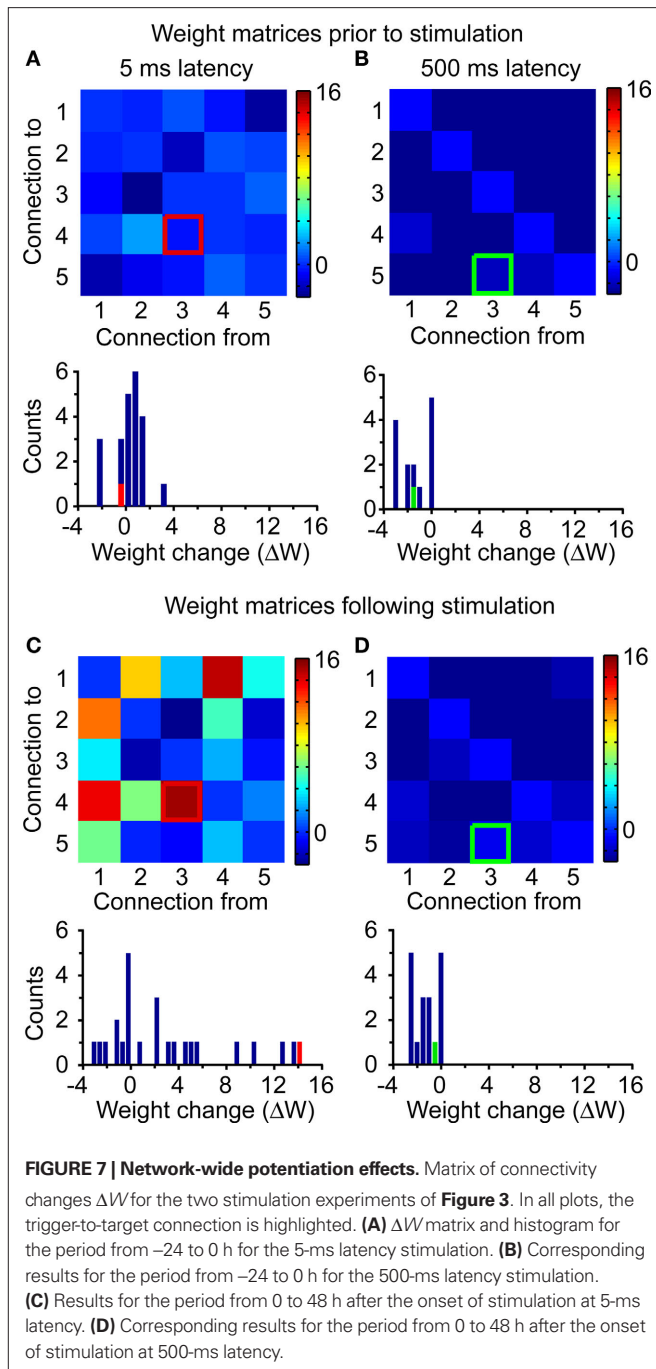 Weight matrices prior to stimulation
A
5 ms latency
B
500 ms latency
Connection to
1
2
3
4
5
16
0
1 2 3 4 5
Connection from
16
0
1
2
3
4
5
1 2 3 4 5
Connection from
Counts
6
4
2
0
-4 0 4 8 12 16
Weight change (ΔW)
6
4
2
0
-4 0 4 8 12 16
Weight change (ΔW)
Weight matrices following stimulation
C
D
Connection to
1
2
3
4
5
16
0
1 2 3 4 5
Connection from
1
2
3
4
5
16
0
1 2 3 4 5
Connection from
Counts
6
4
2
0
-4 0 4 8 12 16
Weight change (ΔW)
6
4
2
0
-4 0 4 8 12 16
Weight change (ΔW)
FIGURE 7 | Network-wide potentiation effects. Matrix of connectivity
changes ΔW for the two stimulation experiments of Figure 3. In all plots, the
trigger-to-target connection is highlighted. (A) ΔW matrix and histogram for
the period from –24 to 0 h for the 5-ms latency stimulation. (B) Corresponding
results for the period from –24 to 0 h for the 500-ms latency stimulation.
(C) Results for the period from 0 to 48 h after the onset of stimulation at 5-ms
latency. (D) Corresponding results for the period from 0 to 48 h after the onset
of stimulation at 500-ms latency.